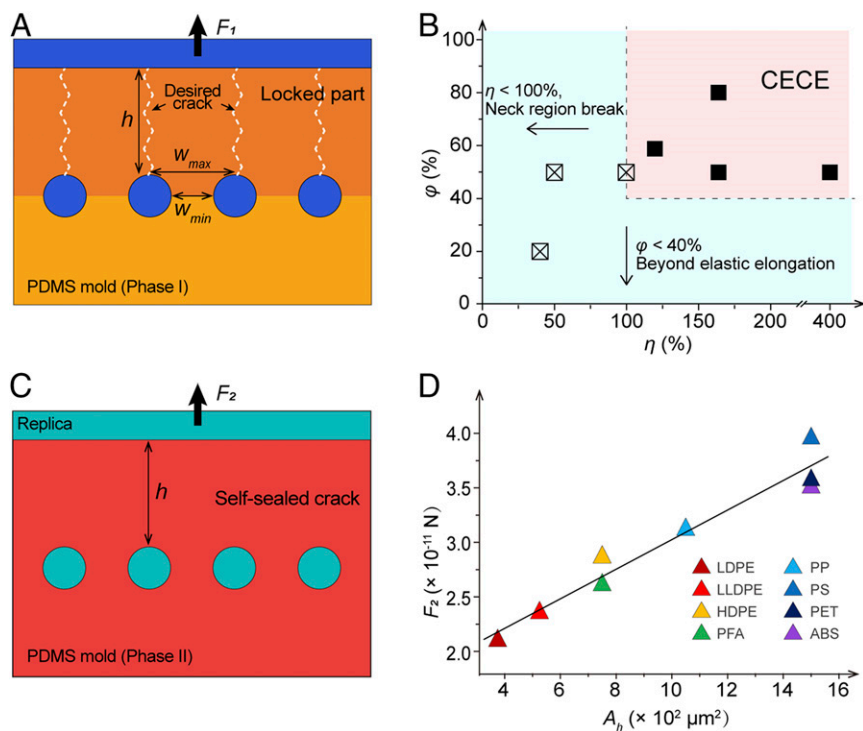 A
F₁
Desired
crack
Locked part
h
w_max
w_min
PDMS mold (Phase I)
B
100
80
60
40
20
0
φ (%)
η < 100%,
Neck region break
CECE
φ < 40%
Beyond elastic elongation
0
50
100
150
200
400
η (%)
C
F₂
Replica
h
Self-sealed crack
PDMS mold (Phase II)
D
4.0
3.5
3.0
2.5
2.0
F₂ (× 10⁻¹¹ N)
LDPE
LLDPE
HDPE
PFA
PP
PS
PET
ABS
4
6
8
10
12
14
16
A_h (× 10² μm²)